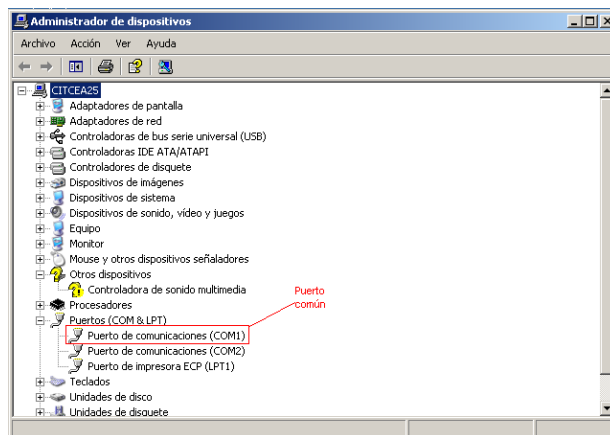 Administrador de dispositivos
Archivo Acción Ver Ayuda
CITCEA25
Adaptadores de pantalla
Adaptadores de red
Controladoras de bus serie universal (USB)
Controladoras IDE ATA/ATAPI
Controladores de disquete
Dispositivos de imágenes
Dispositivos de sistema
Dispositivos de sonido, vídeo y juegos
Equipo
Monitor
Mouse y otros dispositivos señaladores
Otros dispositivos
Controladora de sonido multimedia
Puerto
común
Procesadores
Puertos (COM & LPT)
Puerto de comunicaciones (COM1)
Puerto de comunicaciones (COM2)
Puerto de impresora ECP (LPT1)
Teclados
Unidades de disco
Unidades de disquete